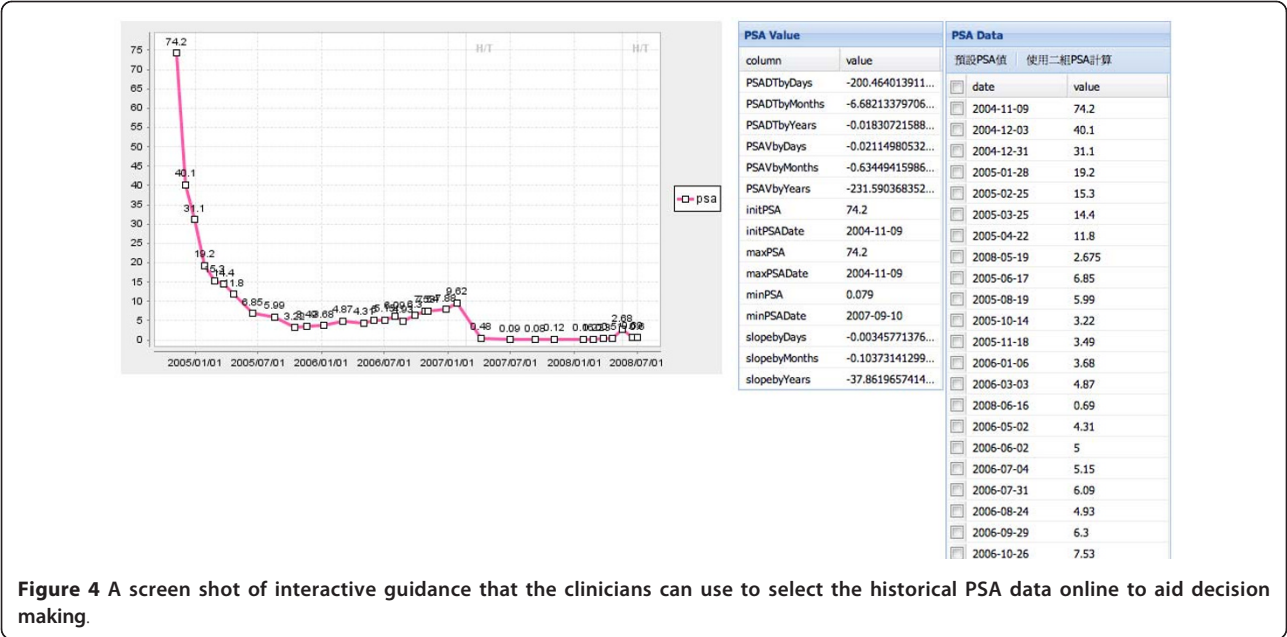 75
70
65
60
55
50
45
40
35
30
25
20
15
10
5
0
74.2
40.1
31.1
19.2
15.3
14.4
11.8
6.85
5.99
3.22
3.68
4.87
4.31
7.88
9.62
0.48
0.09
0.08
0.12
2.68
H/T
H/T
2005/01/01 2005/07/01 2006/01/01 2006/07/01 2007/01/01 2007/07/01 2008/01/01 2008/07/01
psa
PSA Value
column value
PSADTbyDays -200.464013911...
PSADTbyMonths -6.68213379706...
PSADTbyYears -0.01830721588...
PSAVbyDays -0.02114980532...
PSAVbyMonths -0.63449415986...
PSAVbyYears -231.590368352...
initPSA 74.2
initPSADate 2004-11-09
maxPSA 74.2
maxPSADate 2004-11-09
minPSA 0.079
minPSADate 2007-09-10
slopebyDays -0.00345771376...
slopebyMonths -0.10373141299...
slopebyYears -37.8619657414...
PSA Data
預設PSA值 使用二組PSA計算
date value
2004-11-09 74.2
2004-12-03 40.1
2004-12-31 31.1
2005-01-28 19.2
2005-02-25 15.3
2005-03-25 14.4
2005-04-22 11.8
2008-05-19 2.675
2005-06-17 6.85
2005-08-19 5.99
2005-10-14 3.22
2005-11-18 3.49
2006-01-06 3.68
2006-03-03 4.87
2008-06-16 0.69
2006-05-02 4.31
2006-06-02 5
2006-07-04 5.15
2006-07-31 6.09
2006-08-24 4.93
2006-09-29 6.3
2006-10-26 7.53
Figure 4 A screen shot of interactive guidance that the clinicians can use to select the historical PSA data online to aid decision
making.